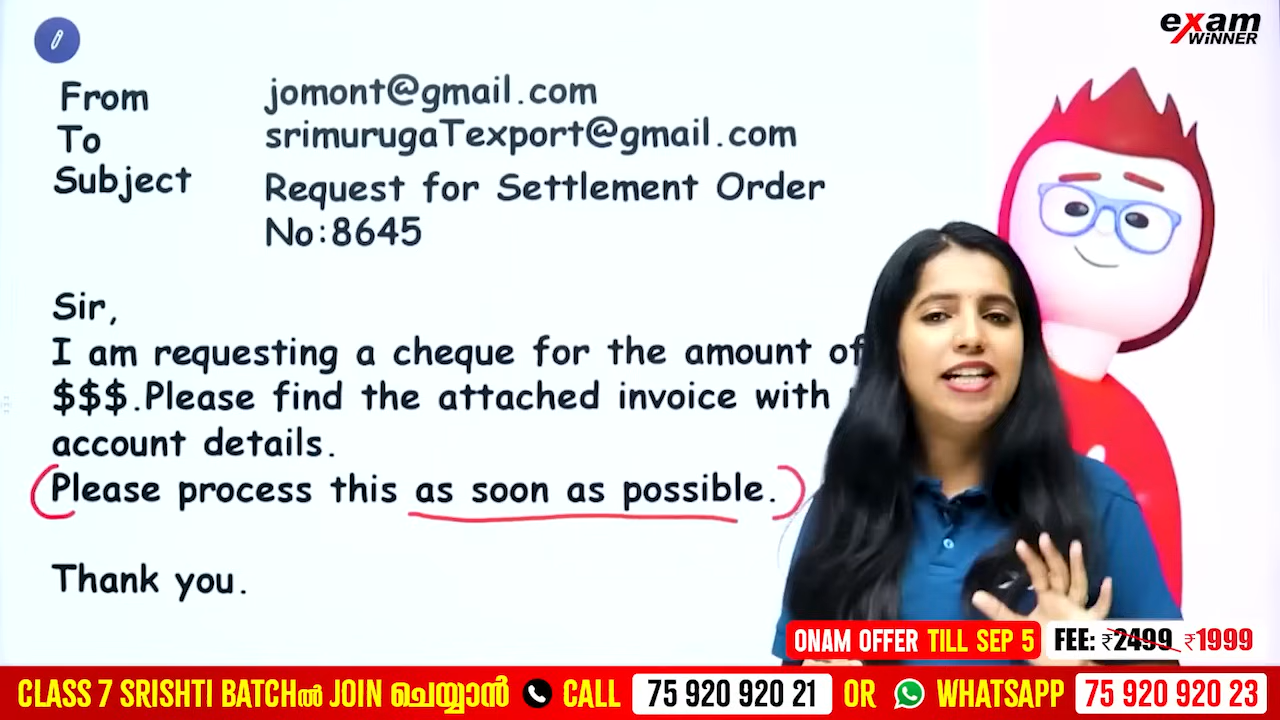 exam
WiNNER
From jomont@gmail.com
To srimurugaTexport@gmail.com
Subject Request for Settlement Order
No:8645
Sir,
I am requesting a cheque for the amount of
$$$.Please find the attached invoice with
account details.
Please process this as soon as possible.
Thank you.
ONAM OFFER TILL SEP 5 FEE: ₹2499 ₹1999
CLASS 7 SRISHTI BATCHൽ JOIN ചെയ്യാൻ CALL 75 920 920 21 OR WHATSAPP 75 920 920 23